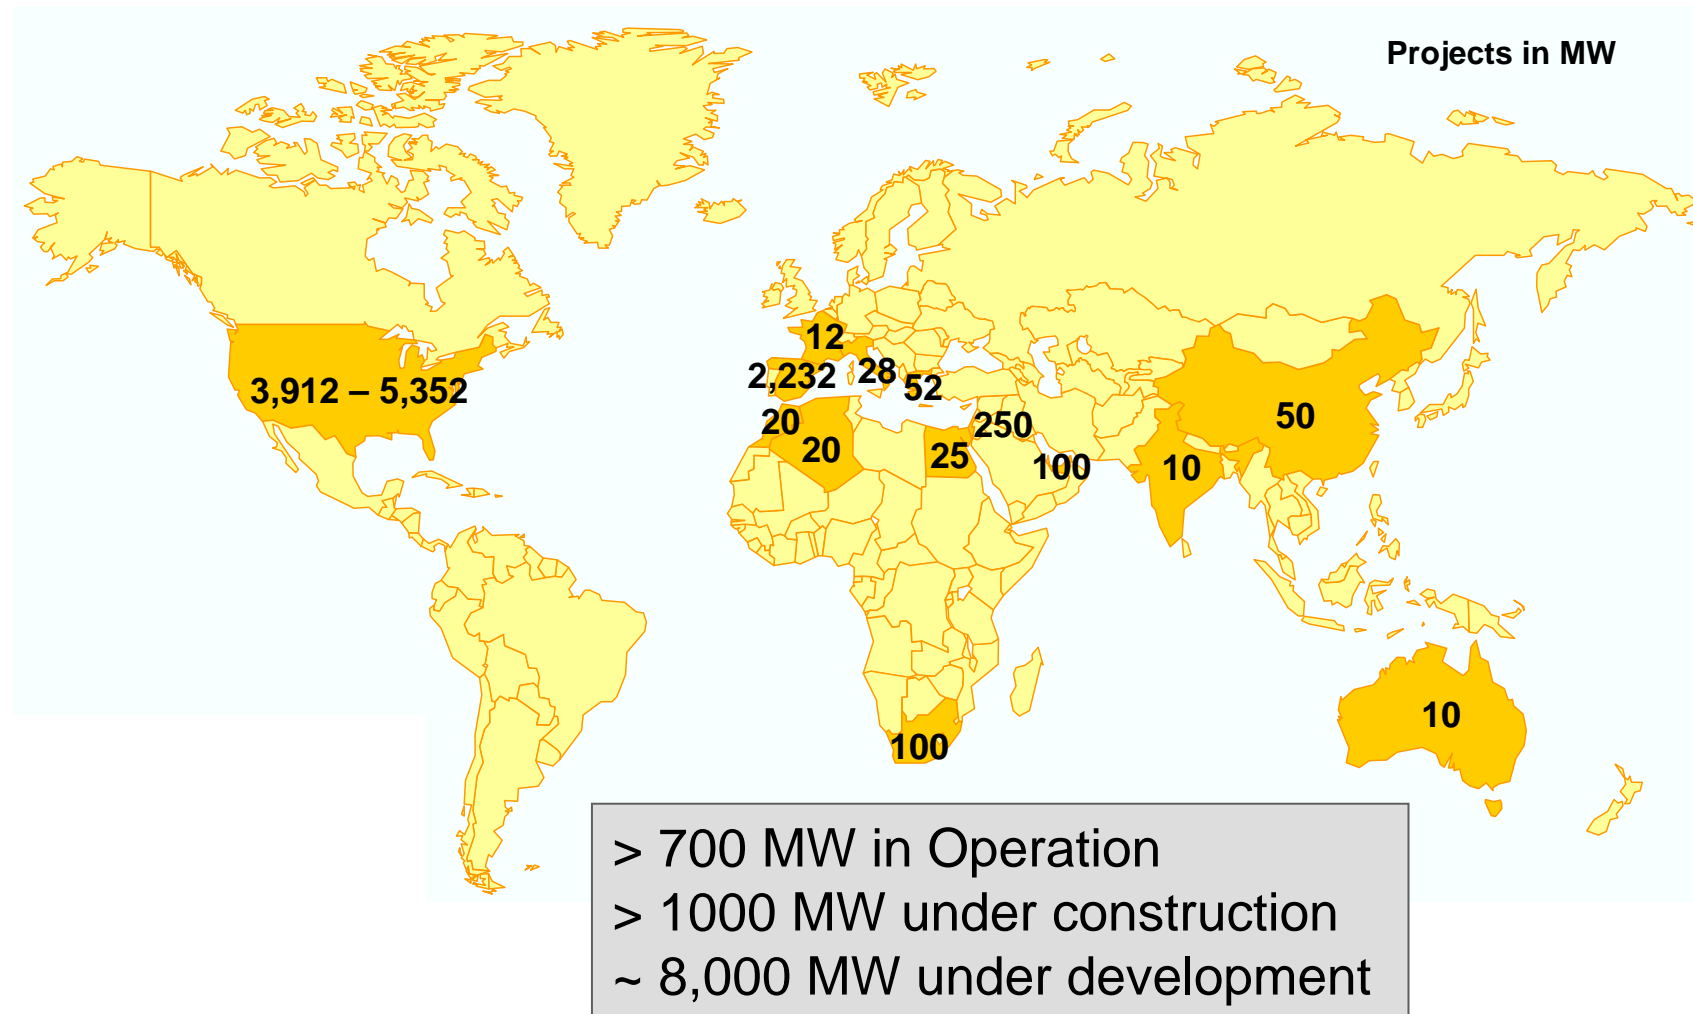 Projects in MW
12
3,912 – 5,352
2,232
28
52
20
20
25
250
100
10
50
10
100
> 700 MW in Operation
> 1000 MW under construction
~ 8,000 MW under development